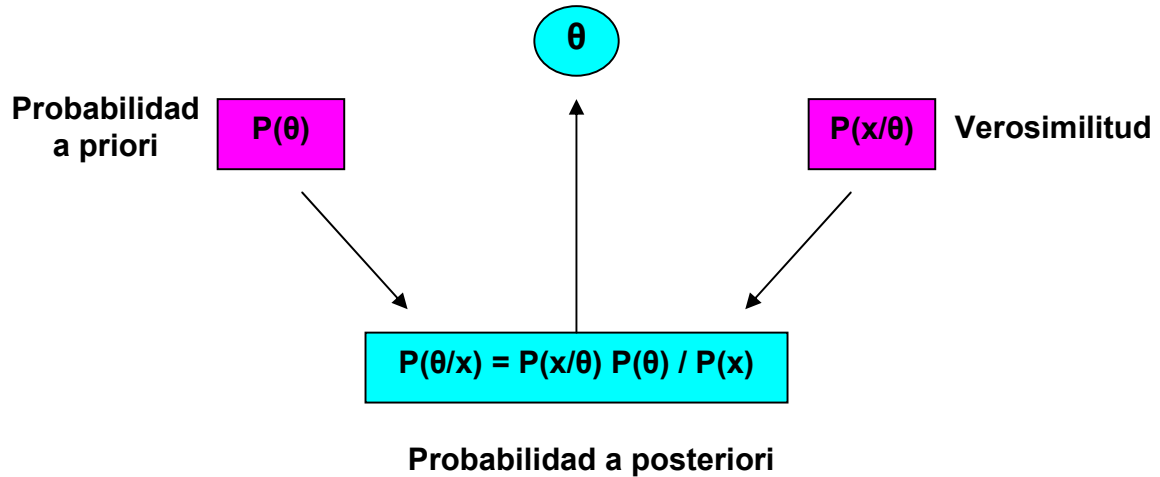 θ
Probabilidad
a priori
P(θ)
P(x/θ)
Verosimilitud
P(θ/x) = P(x/θ) P(θ) / P(x)
Probabilidad a posteriori